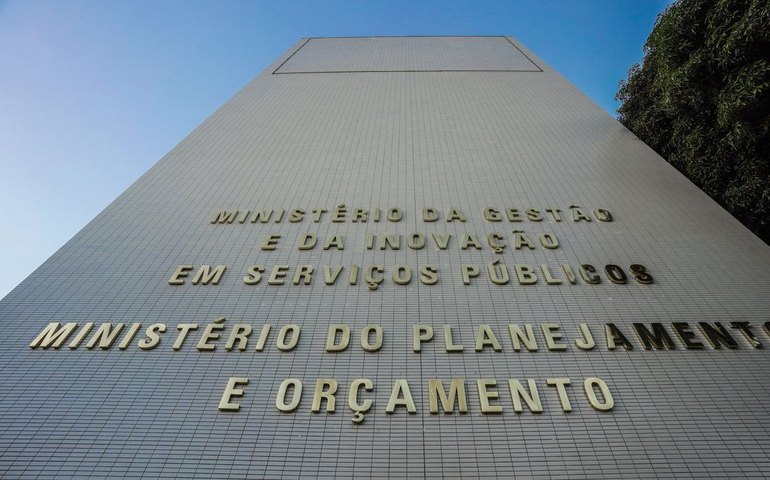 MINISTÉRIO DA GESTÃO
E DA INOVAÇÃO
EM SERVIÇOS PÚBLICOS
MINISTÉRIO DO PLANEJAMENTO
E ORÇAMENTO